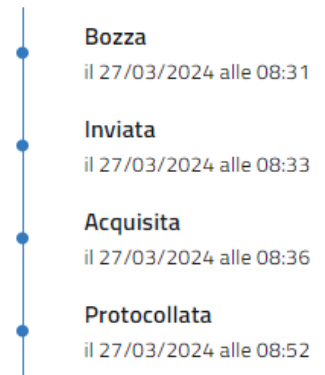 Bozza
il 27/03/2024 alle 08:31
Inviata
il 27/03/2024 alle 08:33
Acquisita
il 27/03/2024 alle 08:36
Protocollata
il 27/03/2024 alle 08:52